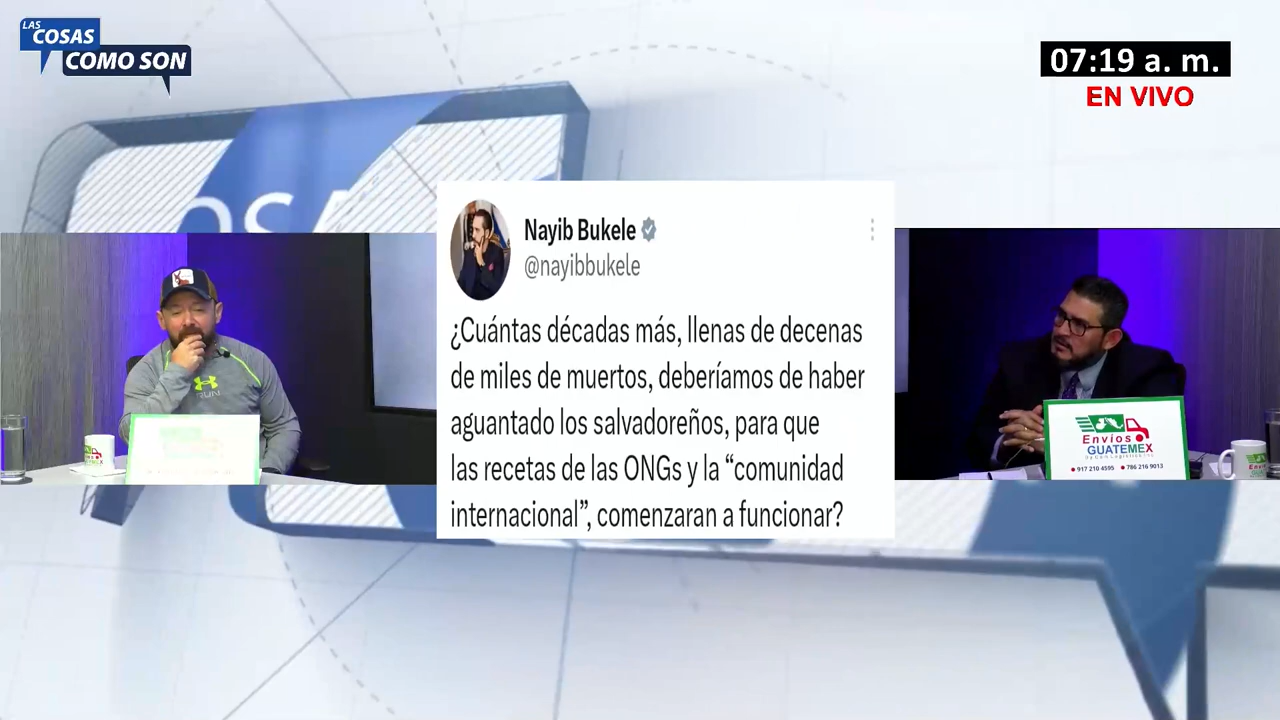 LAS
COSAS
COMO SON
07:19 a. m.
EN VIVO
OSA
Nayib Bukele
@nayibbukele
¿Cuántas décadas más, llenas de decenas
de miles de muertos, deberíamos de haber
aguantado los salvadoreños, para que
las recetas de las ONGs y la “comunidad
internacional”, comenzaran a funcionar?
RUN
Envíos
GUATEMEX
917 210 4595 786 216 9013